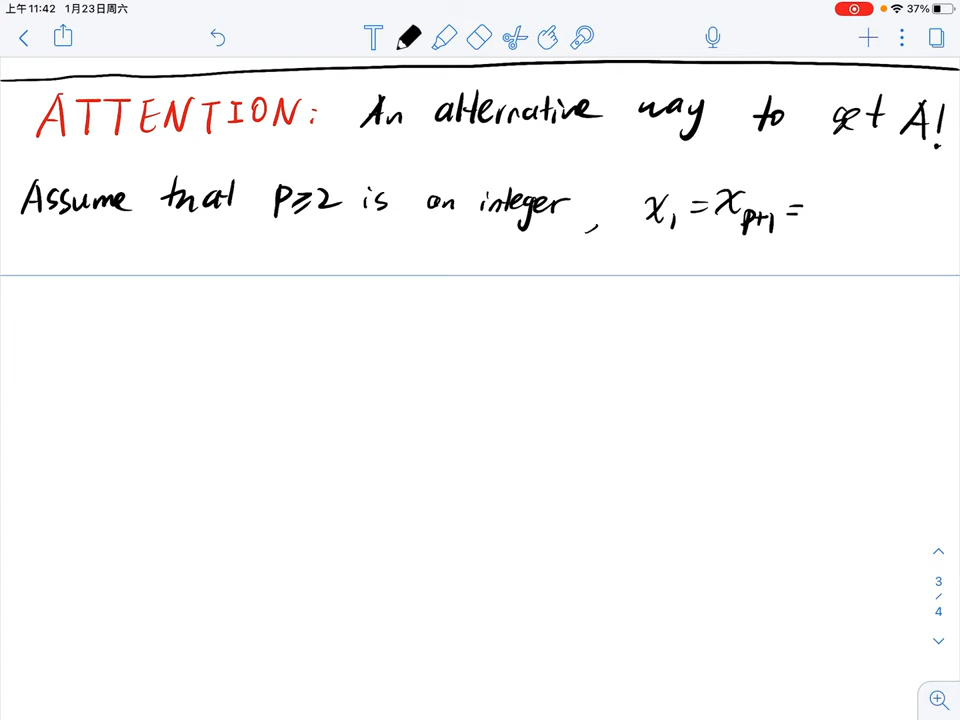 上午11:42 1月23日周六
37%
T
ATTENTION: An alternative way to get A!
Assume that p≥2 is an integer, x₁ = xₚ₊₁ =
3
/
4